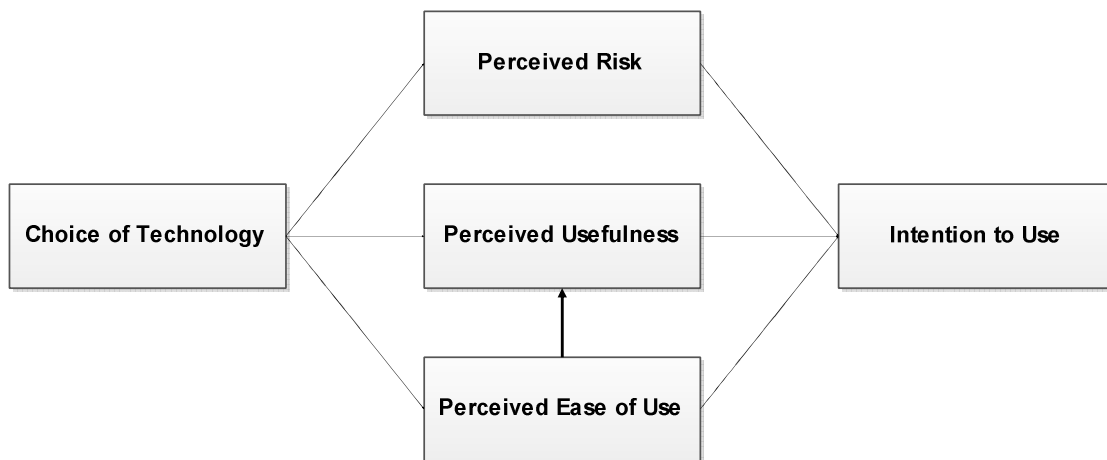 Perceived Risk
Choice of Technology
Perceived Usefulness
Intention to Use
Perceived Ease of Use